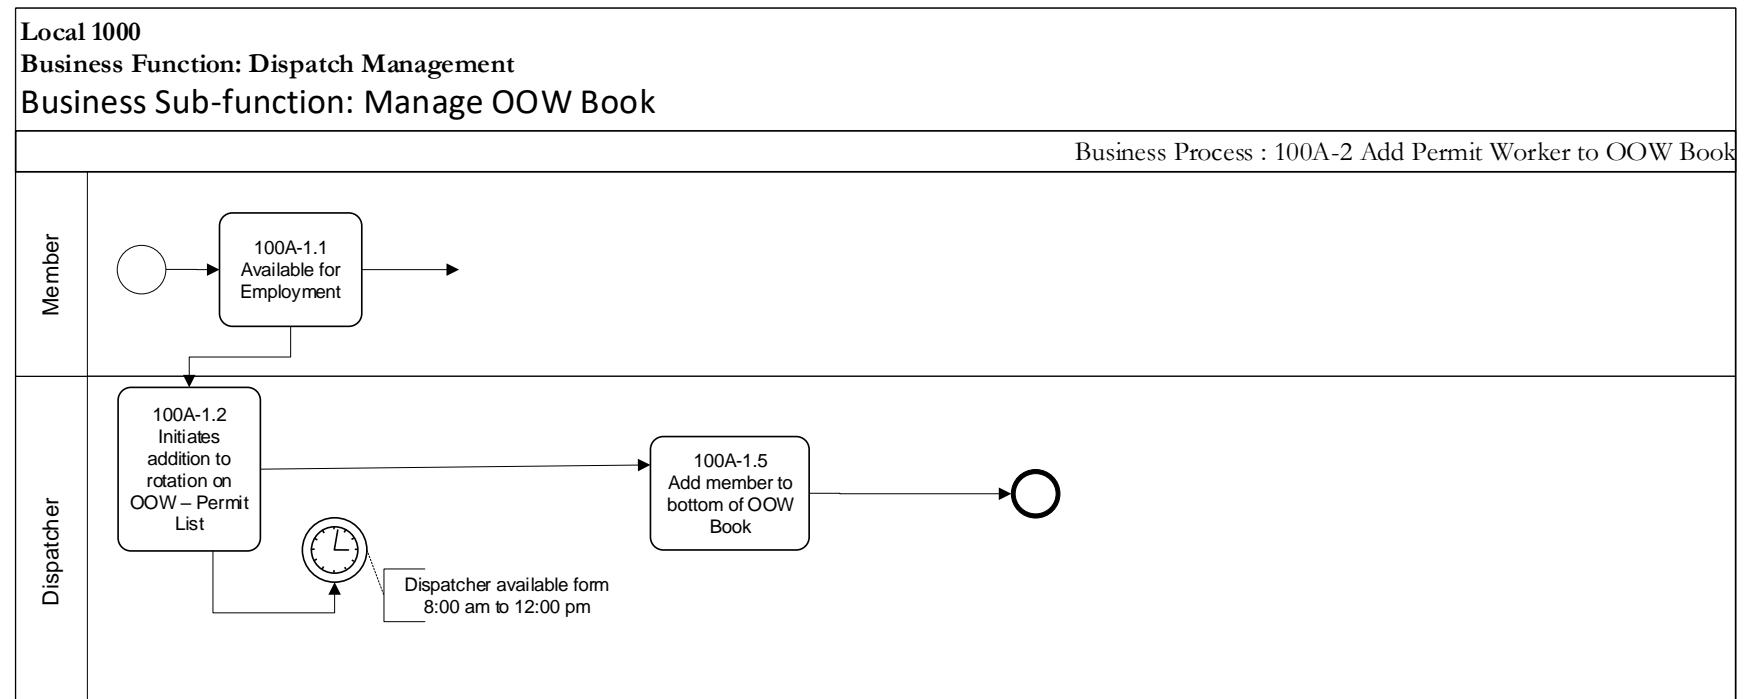 Local 1000
Business Function: Dispatch Management
Business Sub-function: Manage OOW Book
Business Process : 100A-2 Add Permit Worker to OOW Book
Member
100A-1.1
Available for
Employment
Dispatcher
100A-1.2
Initiates
addition to
rotation on
OOW – Permit
List
Dispatcher available form
8:00 am to 12:00 pm
100A-1.5
Add member to
bottom of OOW
Book